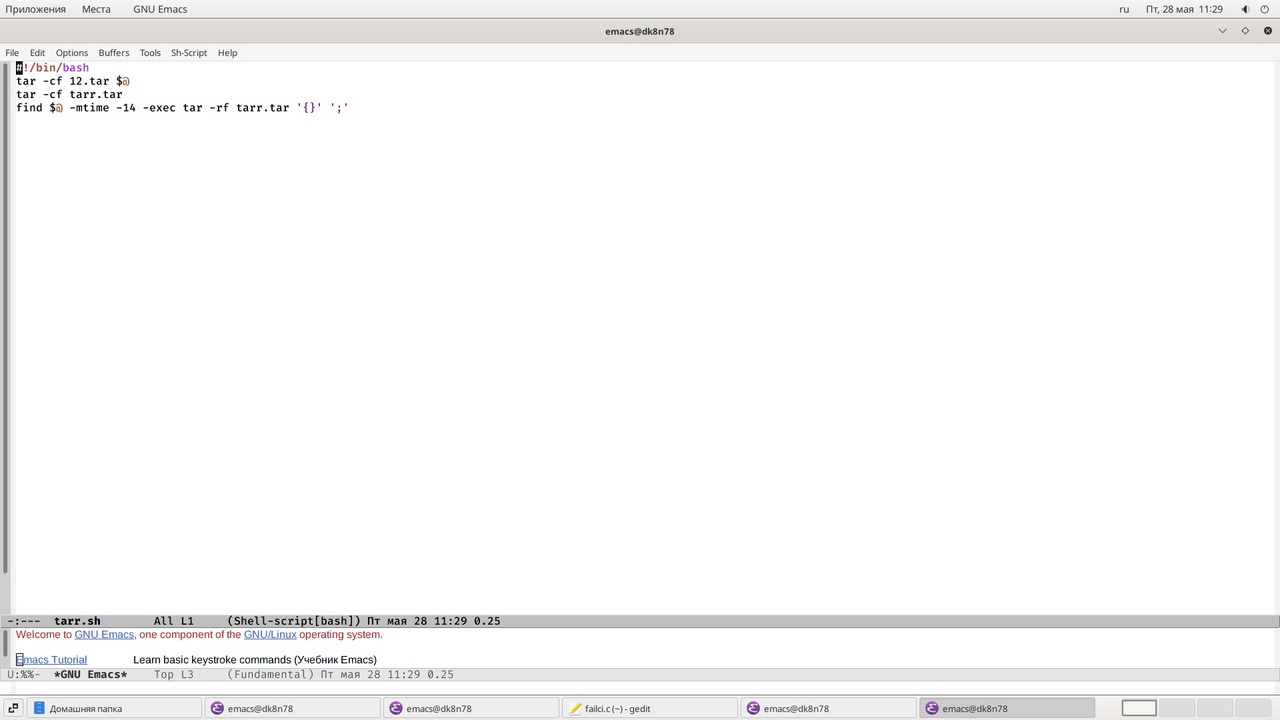 Приложения Места GNU Emacs ru Пт, 28 мая 11:29
emacs@dk8n78
File Edit Options Buffers Tools Sh-Script Help
#!/bin/bash
tar -cf 12.tar $@
tar -cf tarr.tar
find $@ -mtime -14 -exec tar -rf tarr.tar '{}' ';'
-:--- tarr.sh All L1 (Shell-script[bash]) Пт мая 28 11:29 0.25
Welcome to GNU Emacs, one component of the GNU/Linux operating system.
Emacs Tutorial Learn basic keystroke commands (Учебник Emacs)
U:%%- *GNU Emacs* Top L3 (Fundamental) Пт мая 28 11:29 0.25
Домашняя папка emacs@dk8n78 emacs@dk8n78 failci.c (~) - gedit emacs@dk8n78 emacs@dk8n78